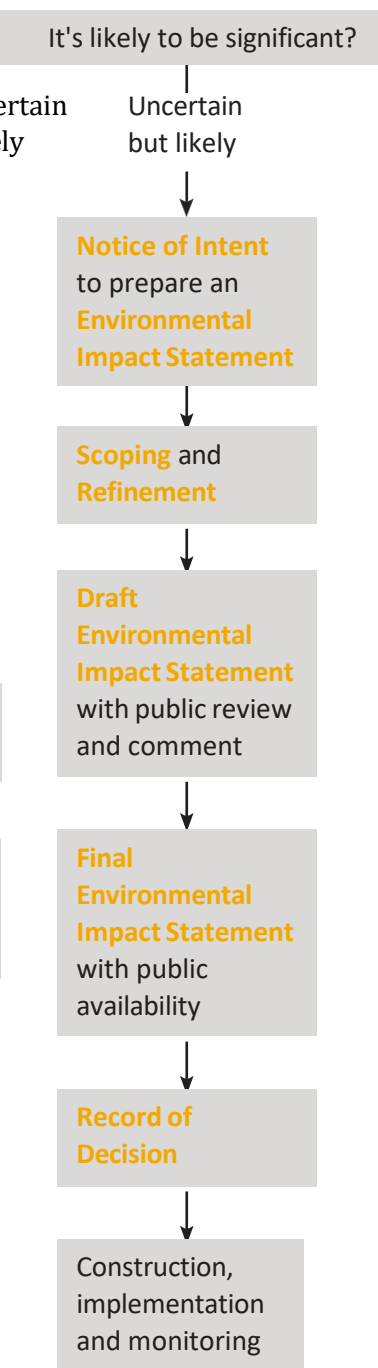 It's likely to be significant?
Uncertain
but likely
Notice of Intent
to prepare an
Environmental
Impact Statement
Scoping and
Refinement
Draft
Environmental
Impact Statement
with public review
and comment
Final
Environmental
Impact Statement
with public
availability
Record of
Decision
Construction,
implementation
and monitoring